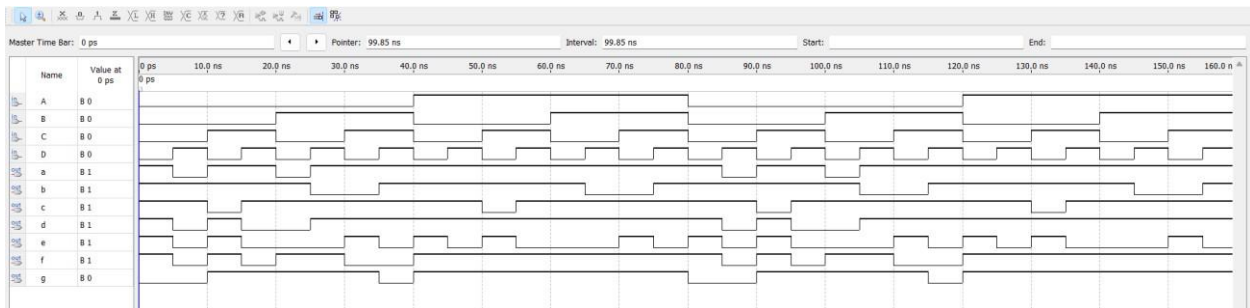 Master Time Bar: 0 ps Pointer: 99.85 ns Interval: 99.85 ns Start: End:
Name Value at 0 ps
0 ps 10.0 ns 20.0 ns 30.0 ns 40.0 ns 50.0 ns 60.0 ns 70.0 ns 80.0 ns 90.0 ns 100.0 ns 110.0 ns 120.0 ns 130.0 ns 140.0 ns 150.0 ns 160.0 n
0 ps
A B 0
B B 0
C B 0
D B 0
a B 1
b B 1
c B 1
d B 1
e B 1
f B 1
g B 0